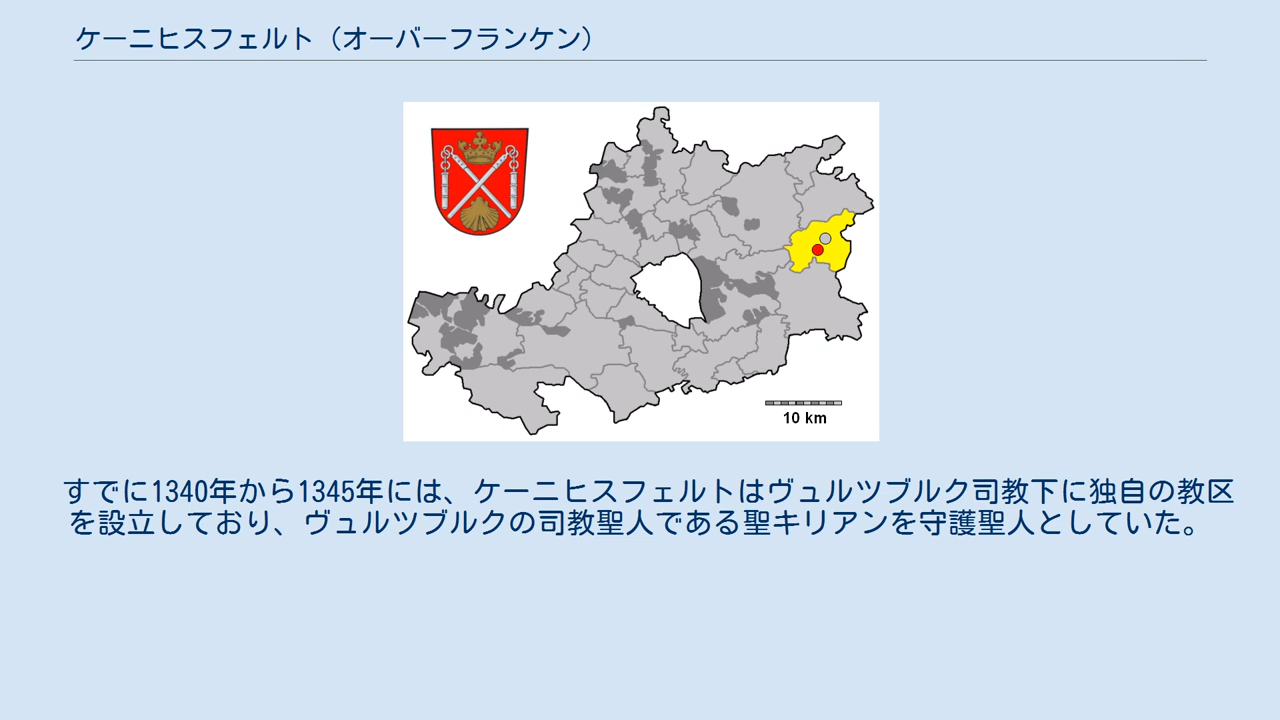 ケーニヒスフェルト（オーバーフランケン）
10 km
すでに1340年から1345年には、ケーニヒスフェルトはヴュルツブルク司教下に独自の教区
を設立しており、ヴュルツブルクの司教聖人である聖キリアンを守護聖人としていた。